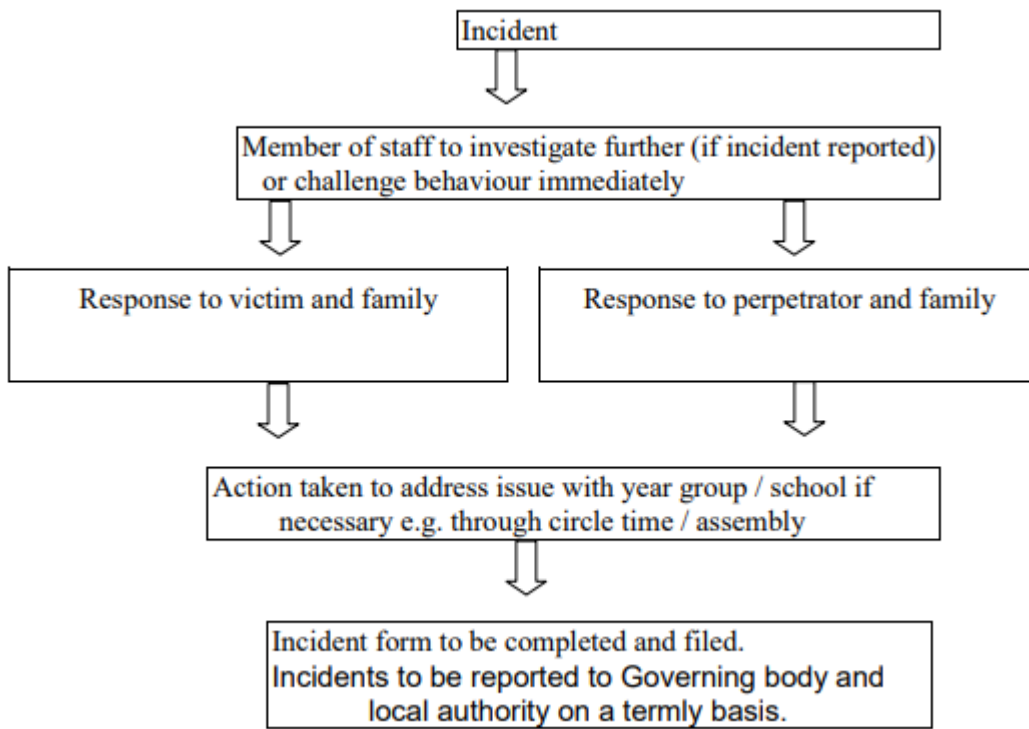 Incident
Member of staff to investigate further (if incident reported)
or challenge behaviour immediately
Response to victim and family
Response to perpetrator and family
Action taken to address issue with year group / school if
necessary e.g. through circle time / assembly
Incident form to be completed and filed.
Incidents to be reported to Governing body and
local authority on a termly basis.